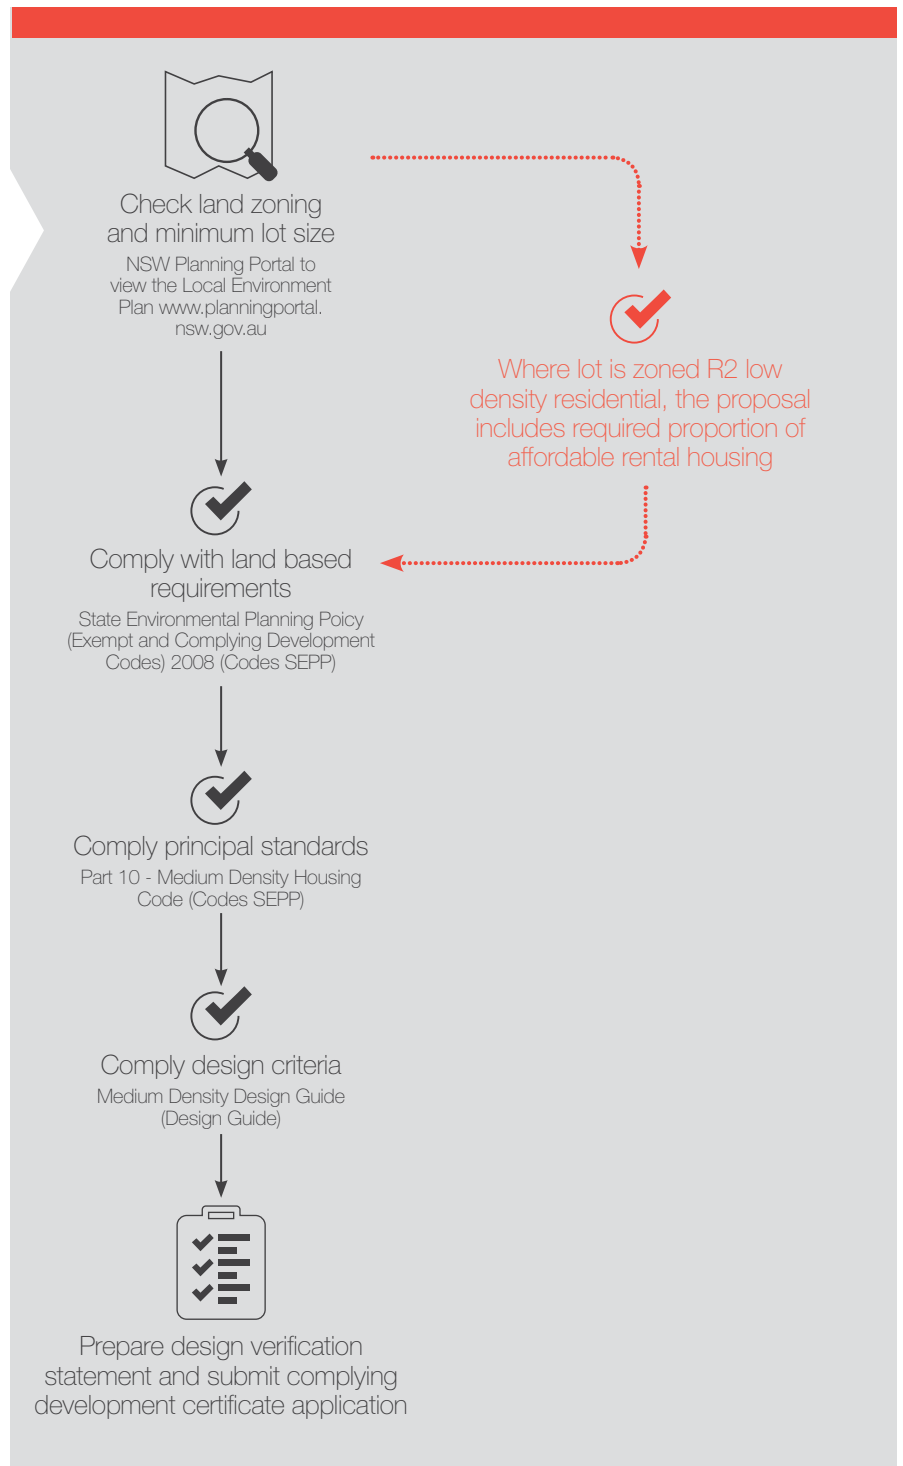 Check land zoning
and minimum lot size
NSW Planning Portal to
view the Local Environment
Plan www.planningportal.
nsw.gov.au
Where lot is zoned R2 low
density residential, the proposal
includes required proportion of
affordable rental housing
Comply with land based
requirements
State Environmental Planning Poicy
(Exempt and Complying Development
Codes) 2008 (Codes SEPP)
Comply principal standards
Part 10 - Medium Density Housing
Code (Codes SEPP)
Comply design criteria
Medium Density Design Guide
(Design Guide)
Prepare design verification
statement and submit complying
development certificate application